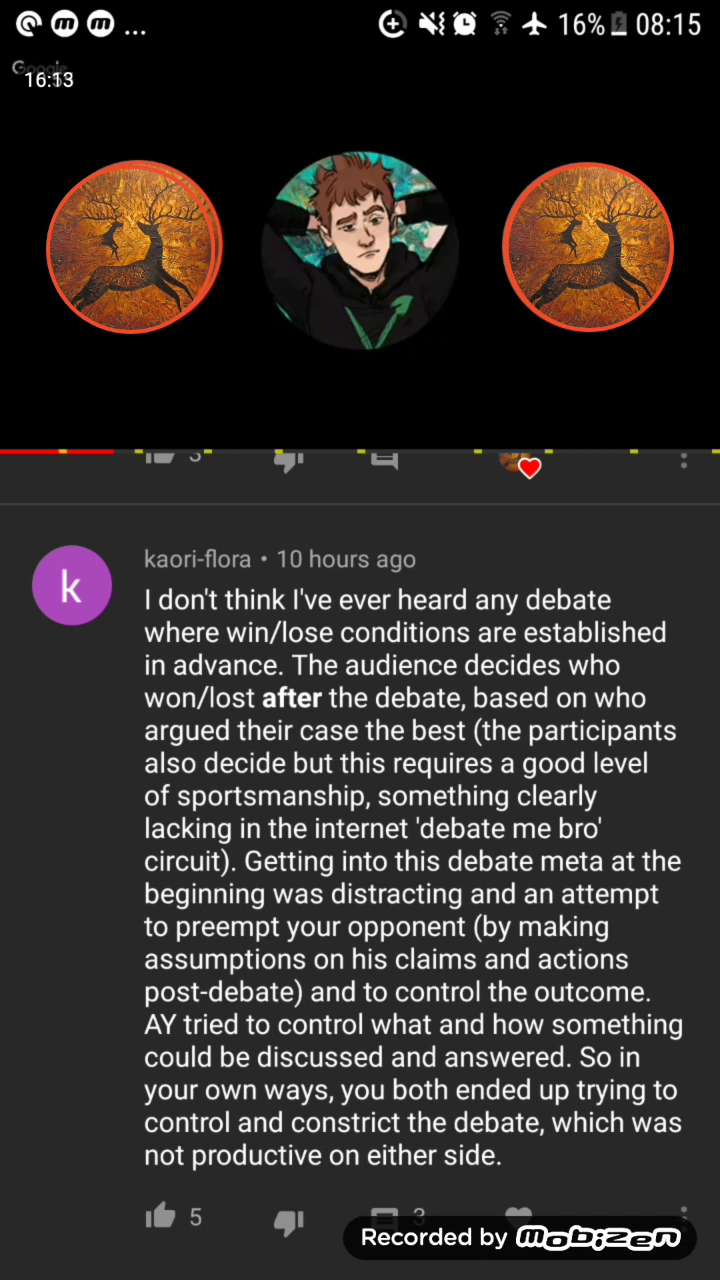 16% 08:15
Google
16:13
3
k
kaori-flora • 10 hours ago
I don't think I've ever heard any debate
where win/lose conditions are established
in advance. The audience decides who
won/lost after the debate, based on who
argued their case the best (the participants
also decide but this requires a good level
of sportsmanship, something clearly
lacking in the internet 'debate me bro'
circuit). Getting into this debate meta at the
beginning was distracting and an attempt
to preempt your opponent (by making
assumptions on his claims and actions
post-debate) and to control the outcome.
AY tried to control what and how something
could be discussed and answered. So in
your own ways, you both ended up trying to
control and constrict the debate, which was
not productive on either side.
5
3
Recorded by Mobizen